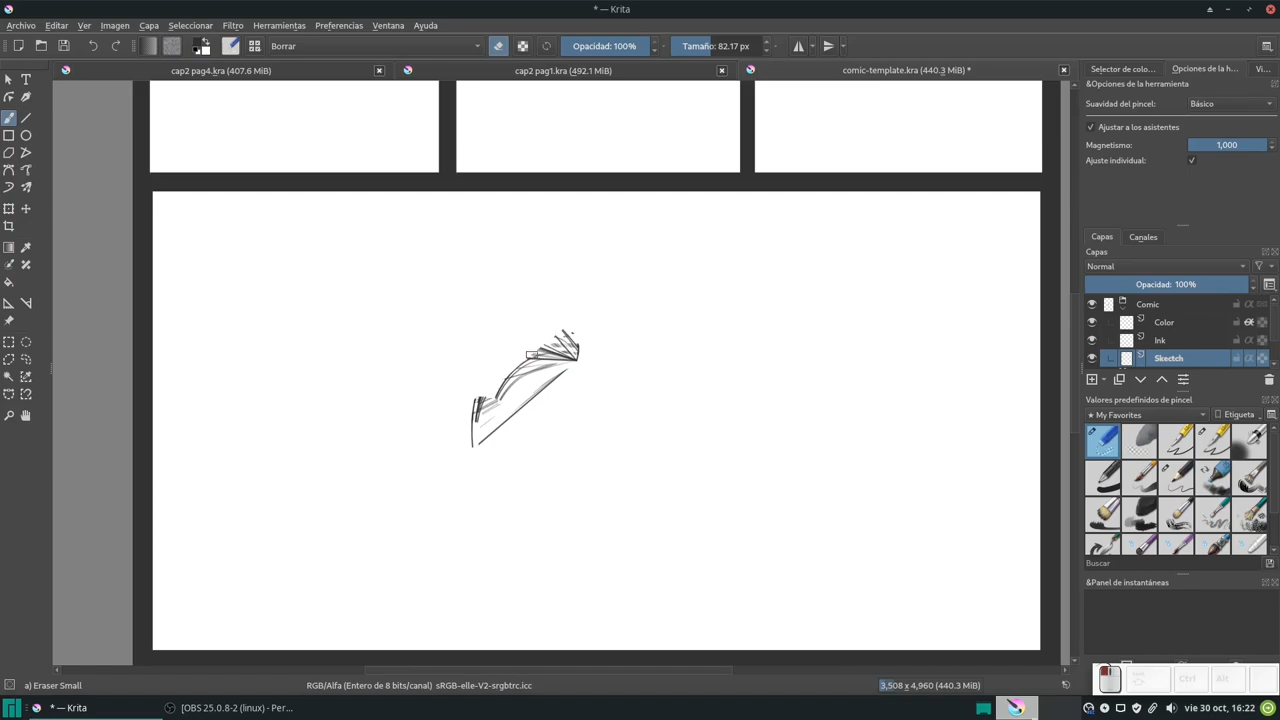 * — Krita
Archivo Editar Ver Imagen Capa Seleccionar Filtro Herramientas Preferencias Ventana Ayuda
Borrar Opacidad: 100% Tamaño: 82.17 px
cap2 pag4.kra (407.6 MiB) cap2 pag1.kra (492.1 MiB) comic-template.kra (440.3 MiB) *
Selector de colo... Opciones de la h... Vi...
&Opciones de la herramienta
Suavidad del pincel: Básico
Ajustar a los asistentes
Magnetismo: 1,000
Ajuste individual:
Capas Canales
Capas
Normal
Opacidad: 100%
Comic
Color
Ink
Skectch
Valores predefinidos de pincel
My Favorites Etiqueta
Buscar
&Panel de instantáneas
Ctrl Alt
a) Eraser Small RGB/Alfa (Entero de 8 bits/canal) sRGB-elle-V2-srgbtrc.icc 3,508 x 4,960 (440.3 MiB)
* — Krita [OBS 25.0.8-2 (linux) - Per... vie 30 oct, 16:22